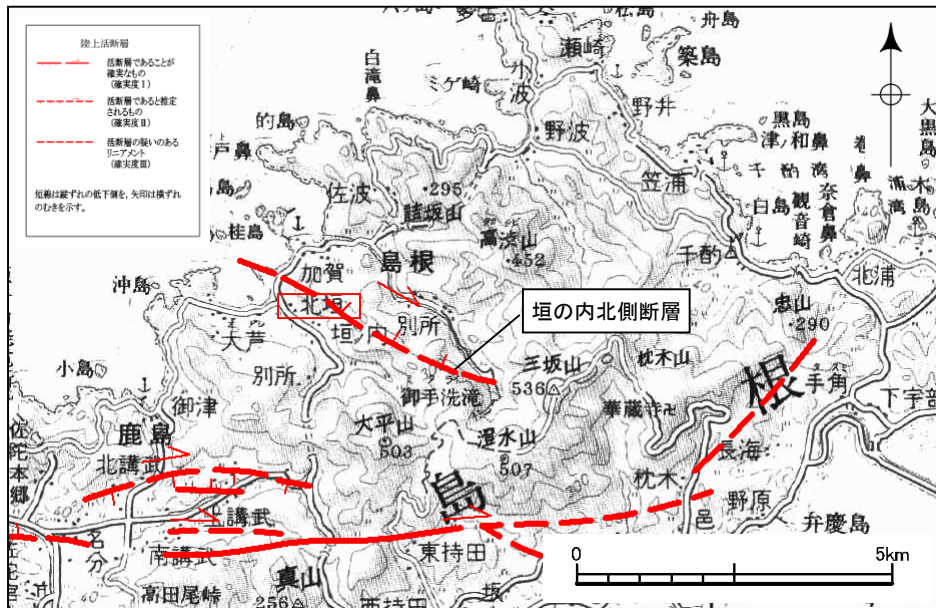 陸上活断層
活断層であることが
確実なもの
(確実度Ⅰ)
活断層であると推定
されるもの
(確実度Ⅱ)
活断層の疑いのある
リニアメント
(確実度Ⅲ)
短線は縦ずれの低下側を、矢印は横ずれ
のむきを示す。
瀬崎
舟島
築島
小波
白滝鼻
ミケ崎
野井
野波
的島
黒島
津ノ和鼻
千酌湾
大黒島
笠浦
佐波
295
詰坂山
高渋山
452
白島
観音崎
奈倉鼻
千酌
桂島
加賀
島根
北浦
沖島
北垣
忠山
290
垣内
別所
垣の内北側断層
大芦
三坂山
536
枕木山
小島
別所
御手洗滝
根
手角
下宇部
御津
華蔵寺
鹿島
大平山
503
澄水山
507
長海
北講武
佐陀本郷
島
枕木
野原
上講武
弁慶島
名分
南講武
東持田
0
5km
真山
256
高田尾峠
西持田
坂